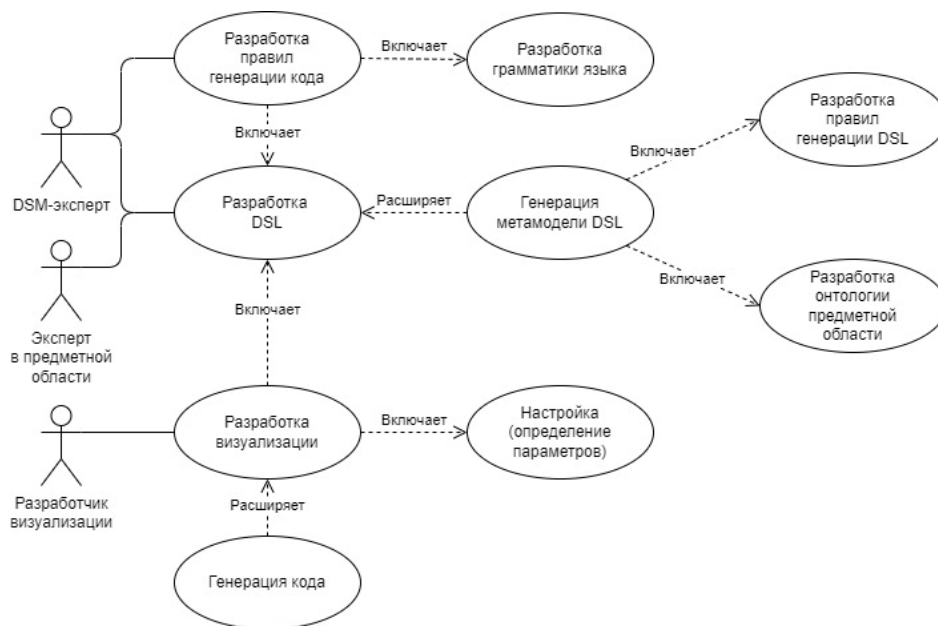 Разработка
правил
генерации кода
Включает
Разработка
грамматики языка
Разработка
правил
генерации DSL
Включает
Включает
DSM-эксперт
Разработка
DSL
Расширяет
Генерация
метамодели DSL
Включает
Разработка
онтологии
предметной
области
Эксперт
в предметной
области
Включает
Разработка
визуализации
Включает
Настройка
(определение
параметров)
Разработчик
визуализации
Расширяет
Генерация кода